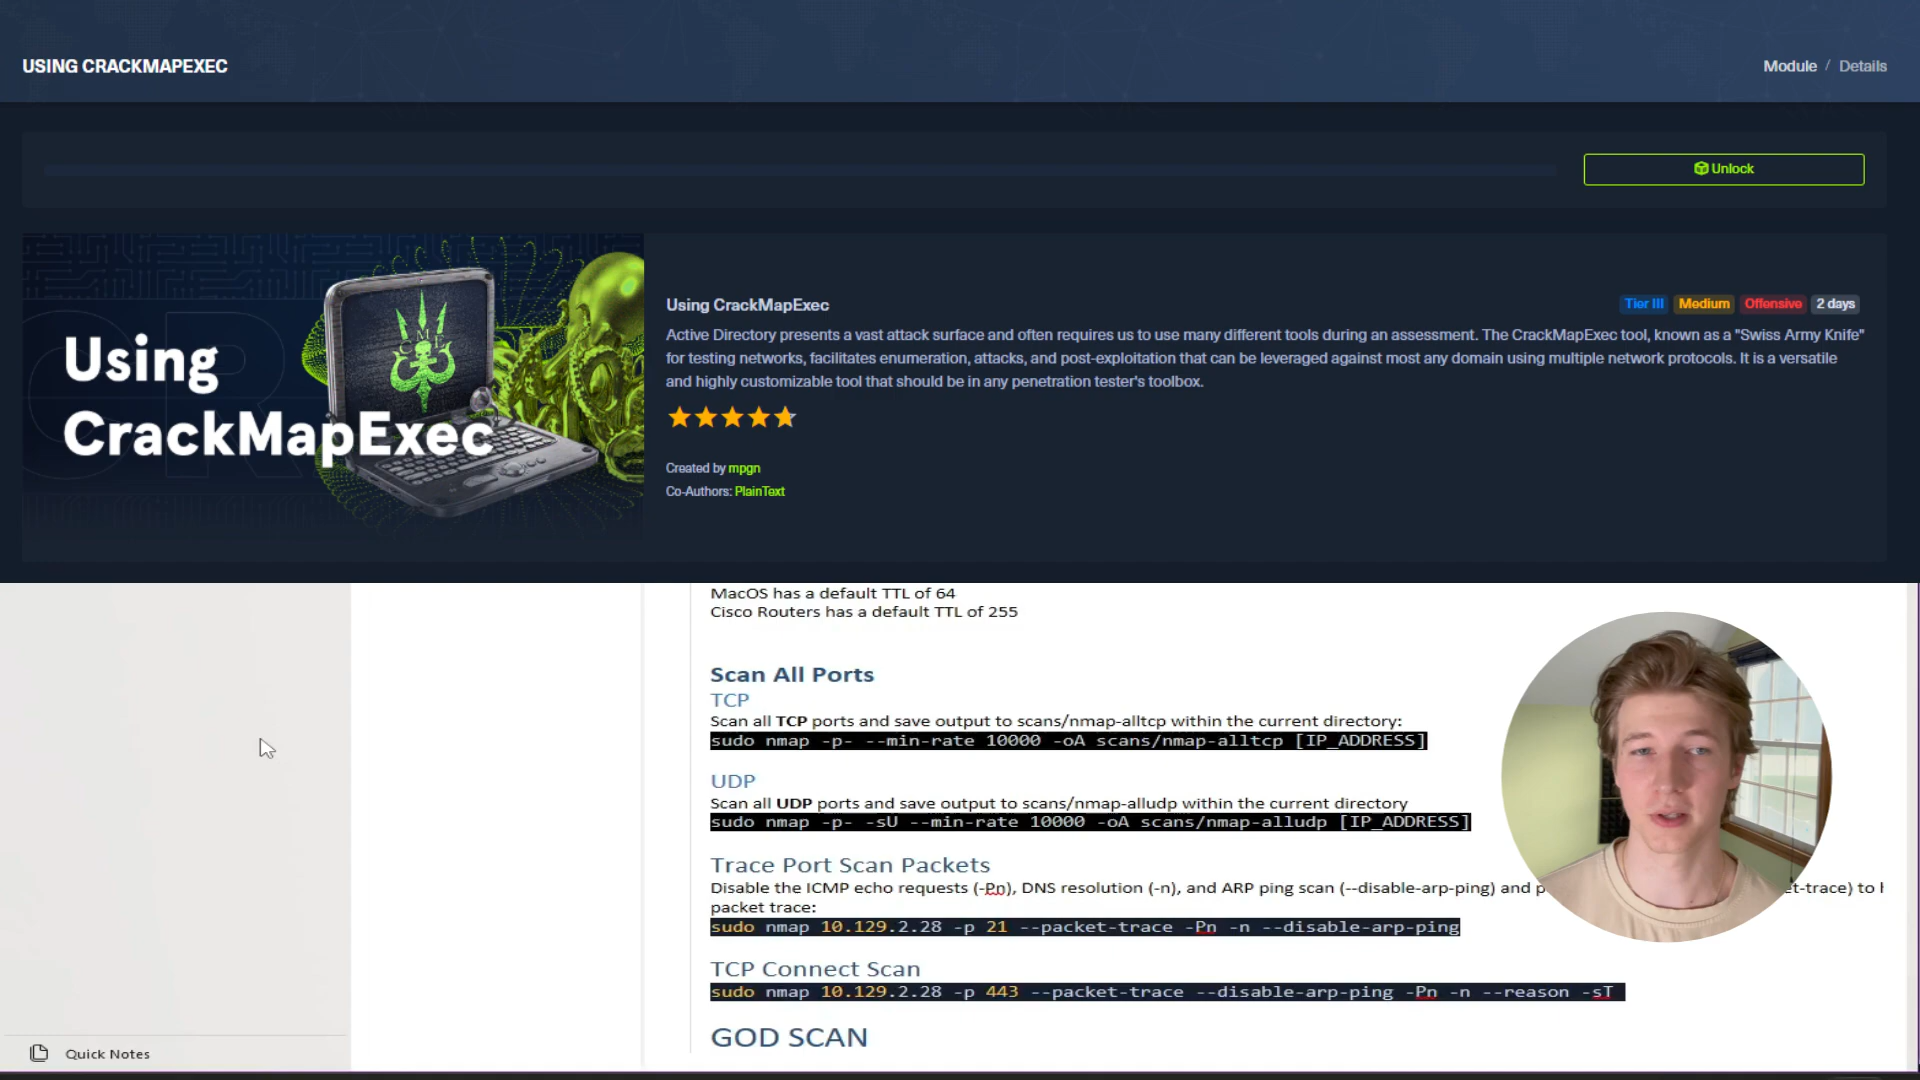 USING CRACKMAPEXEC
Module / Details
Unlock
Using
CrackMapExec
CME
Using CrackMapExec
Tier III Medium Offensive 2 days
Active Directory presents a vast attack surface and often requires us to use many different tools during an assessment. The CrackMapExec tool, known as a "Swiss Army Knife"
for testing networks, facilitates enumeration, attacks, and post-exploitation that can be leveraged against most any domain using multiple network protocols. It is a versatile
and highly customizable tool that should be in any penetration tester's toolbox.
Created by mpgn
Co-Authors: PlainText
MacOS has a default TTL of 64
Cisco Routers has a default TTL of 255
Scan All Ports
TCP
Scan all TCP ports and save output to scans/nmap-alltcp within the current directory:
sudo nmap -p- --min-rate 10000 -oA scans/nmap-alltcp [IP_ADDRESS]
UDP
Scan all UDP ports and save output to scans/nmap-alludp within the current directory
sudo nmap -p- -sU --min-rate 10000 -oA scans/nmap-alludp [IP_ADDRESS]
Trace Port Scan Packets
Disable the ICMP echo requests (-Pn), DNS resolution (-n), and ARP ping scan (--disable-arp-ping) and p et-trace) to
packet trace:
sudo nmap 10.129.2.28 -p 21 --packet-trace -Pn -n --disable-arp-ping
TCP Connect Scan
sudo nmap 10.129.2.28 -p 443 --packet-trace --disable-arp-ping -Pn -n --reason -sT
GOD SCAN
Quick Notes